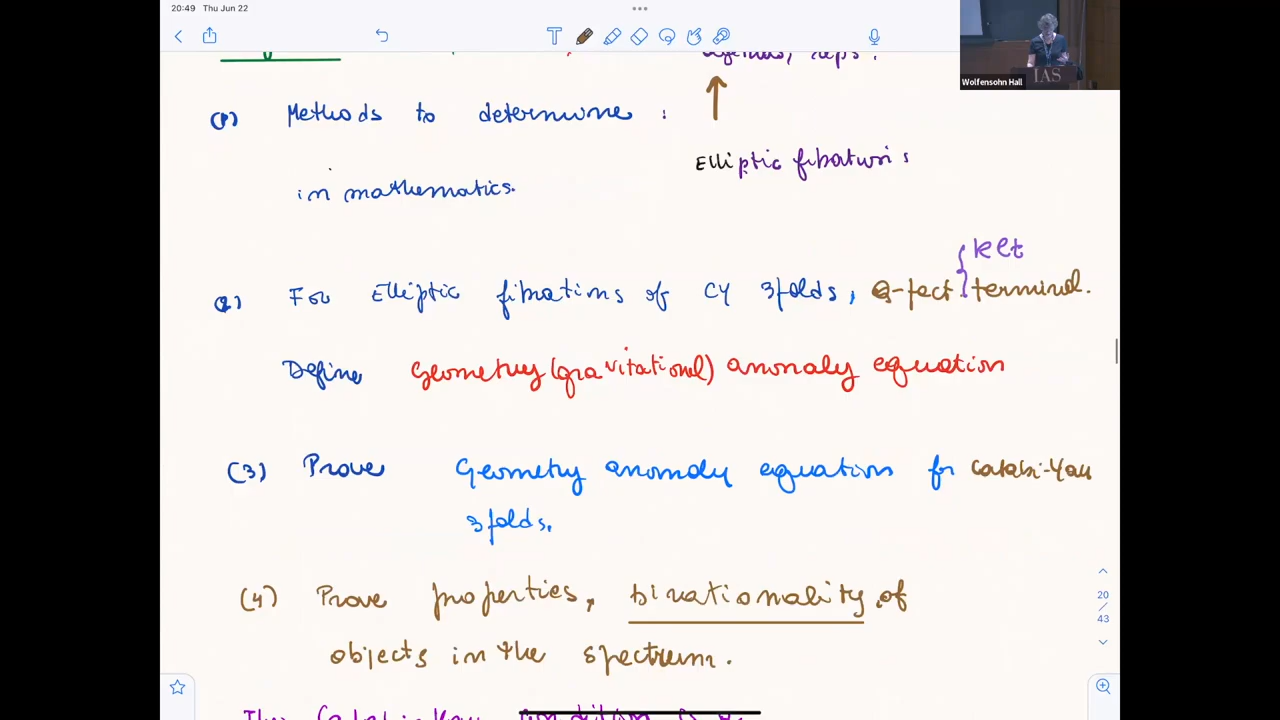 20:49 Thu Jun 22
Wolfensohn Hall
IAS
(1) Methods to determine :
Elliptic fibrations
in mathematics.
klt
(2) For Elliptic fibrations of CY 3folds, Q-fact terminal.
Define Geometry (gravitational) anomaly equation
(3) Prove Geometry anomaly equation for Calabi-Yau
3folds.
(4) Prove properties, birationality of
objects in the spectrum.
20
/
43